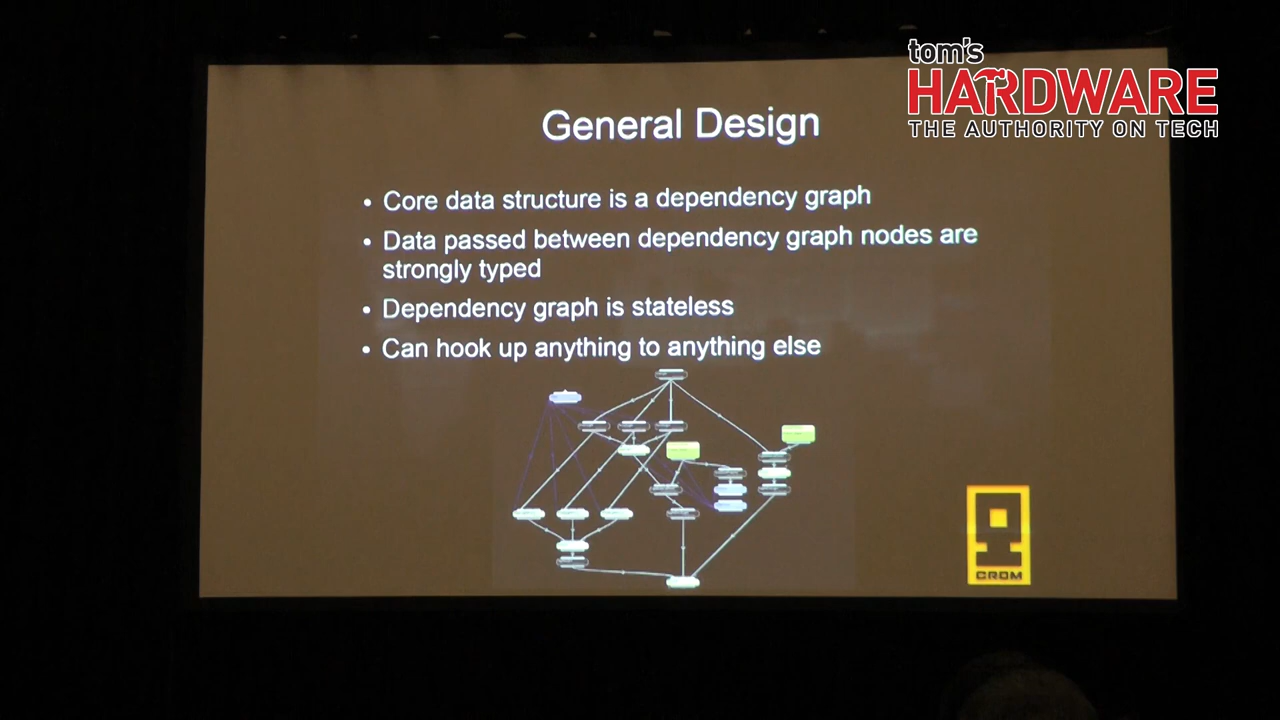 tom's
HARDWARE
THE AUTHORITY ON TECH
General Design
• Core data structure is a dependency graph
• Data passed between dependency graph nodes are
strongly typed
• Dependency graph is stateless
• Can hook up anything to anything else
CROM